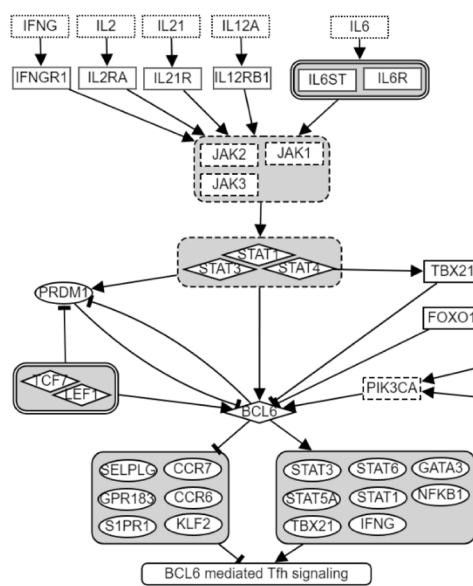 IFNG IL2 IL21 IL12A IL6
IFNGR1 IL2RA IL21R IL12RB1 IL6ST IL6R
JAK2 JAK1
JAK3
STAT1
STAT3 STAT4 TBX21
PRDM1
FOXO1
TCF7
LEF1 PIK3CA
BCL6
SELPLG CCR7 STAT3 STAT6 GATA3
GPR183 CCR6 STAT5A STAT1 NFKB1
S1PR1 KLF2 TBX21 IFNG
BCL6 mediated Tfh signaling